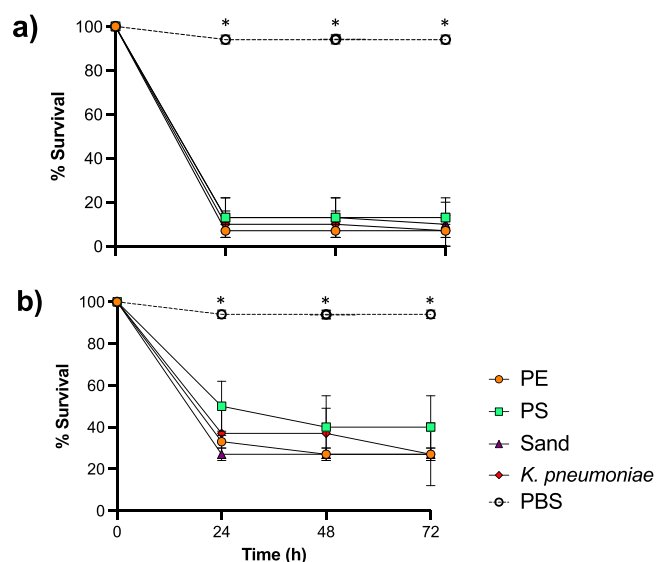 a)
* * *
100
80
60
40
20
0
% Survival
b)
* * *
100
80
60
40
20
0
% Survival
0 24 48 72
Time (h)
PE
PS
Sand
K. pneumoniae
PBS